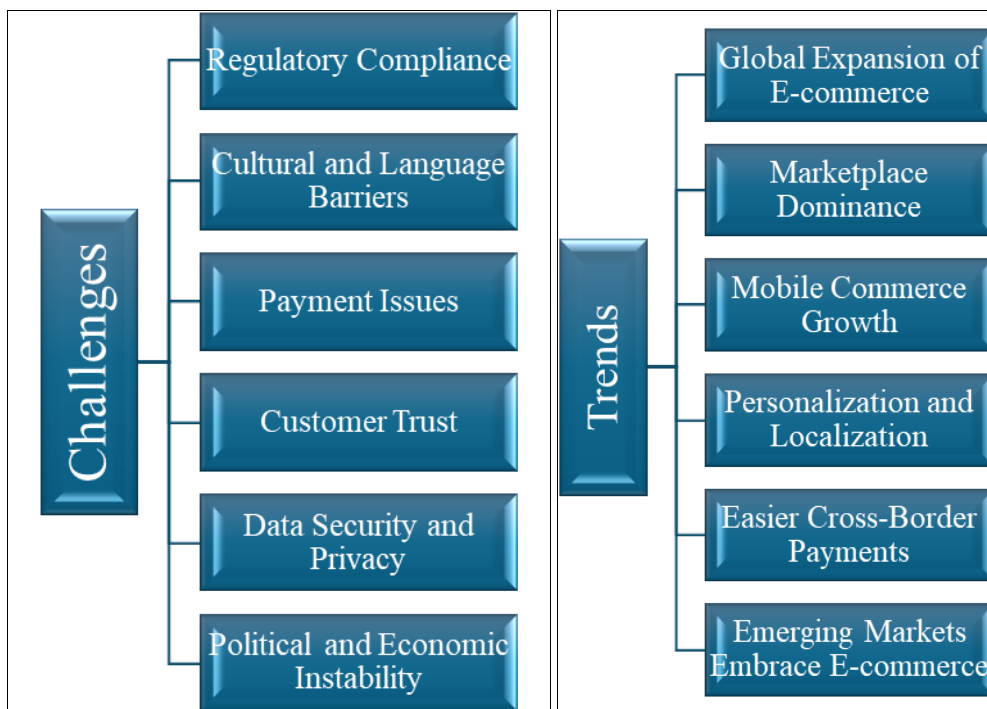 Challenges
Regulatory Compliance
Cultural and Language
Barriers
Payment Issues
Customer Trust
Data Security and
Privacy
Political and Economic
Instability
Trends
Global Expansion of
E-commerce
Marketplace
Dominance
Mobile Commerce
Growth
Personalization and
Localization
Easier Cross-Border
Payments
Emerging Markets
Embrace E-commerce